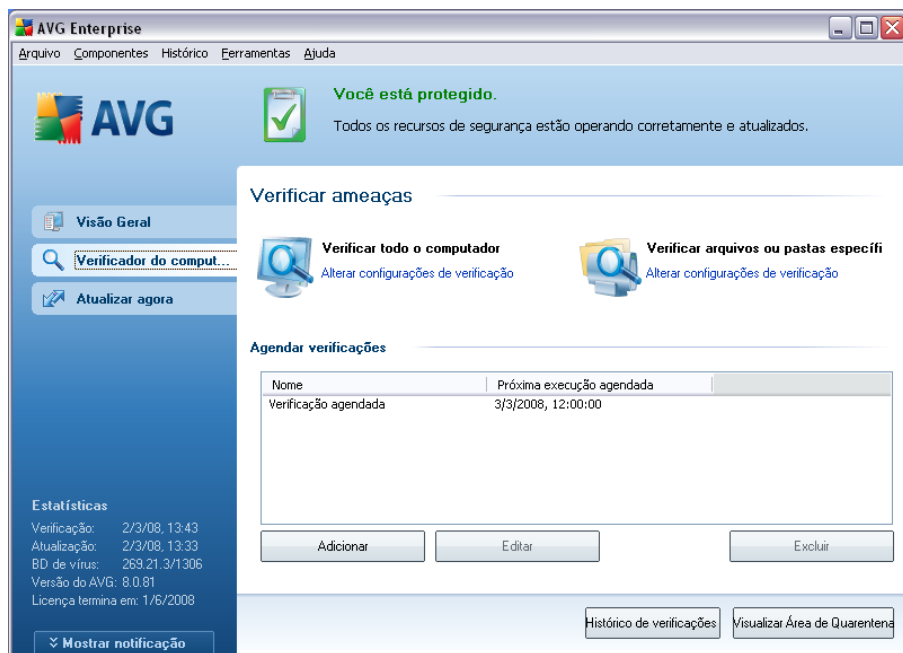 AVG Enterprise
Arquivo Componentes Histórico Ferramentas Ajuda
AVG
Você está protegido.
Todos os recursos de segurança estão operando corretamente e atualizados.
Visão Geral
Verificador do comput...
Atualizar agora
Verificar ameaças
Verificar todo o computador
Alterar configurações de verificação
Verificar arquivos ou pastas específi
Alterar configurações de verificação
Agendar verificações
Nome Próxima execução agendada
Verificação agendada 3/3/2008, 12:00:00
Adicionar Editar Excluir
Estatísticas
Verificação: 2/3/08, 13:43
Atualização: 2/3/08, 13:33
BD de vírus: 269.21.3/1306
Versão do AVG: 8.0.81
Licença termina em: 1/6/2008
Mostrar notificação
Histórico de verificações Visualizar Área de Quarentena